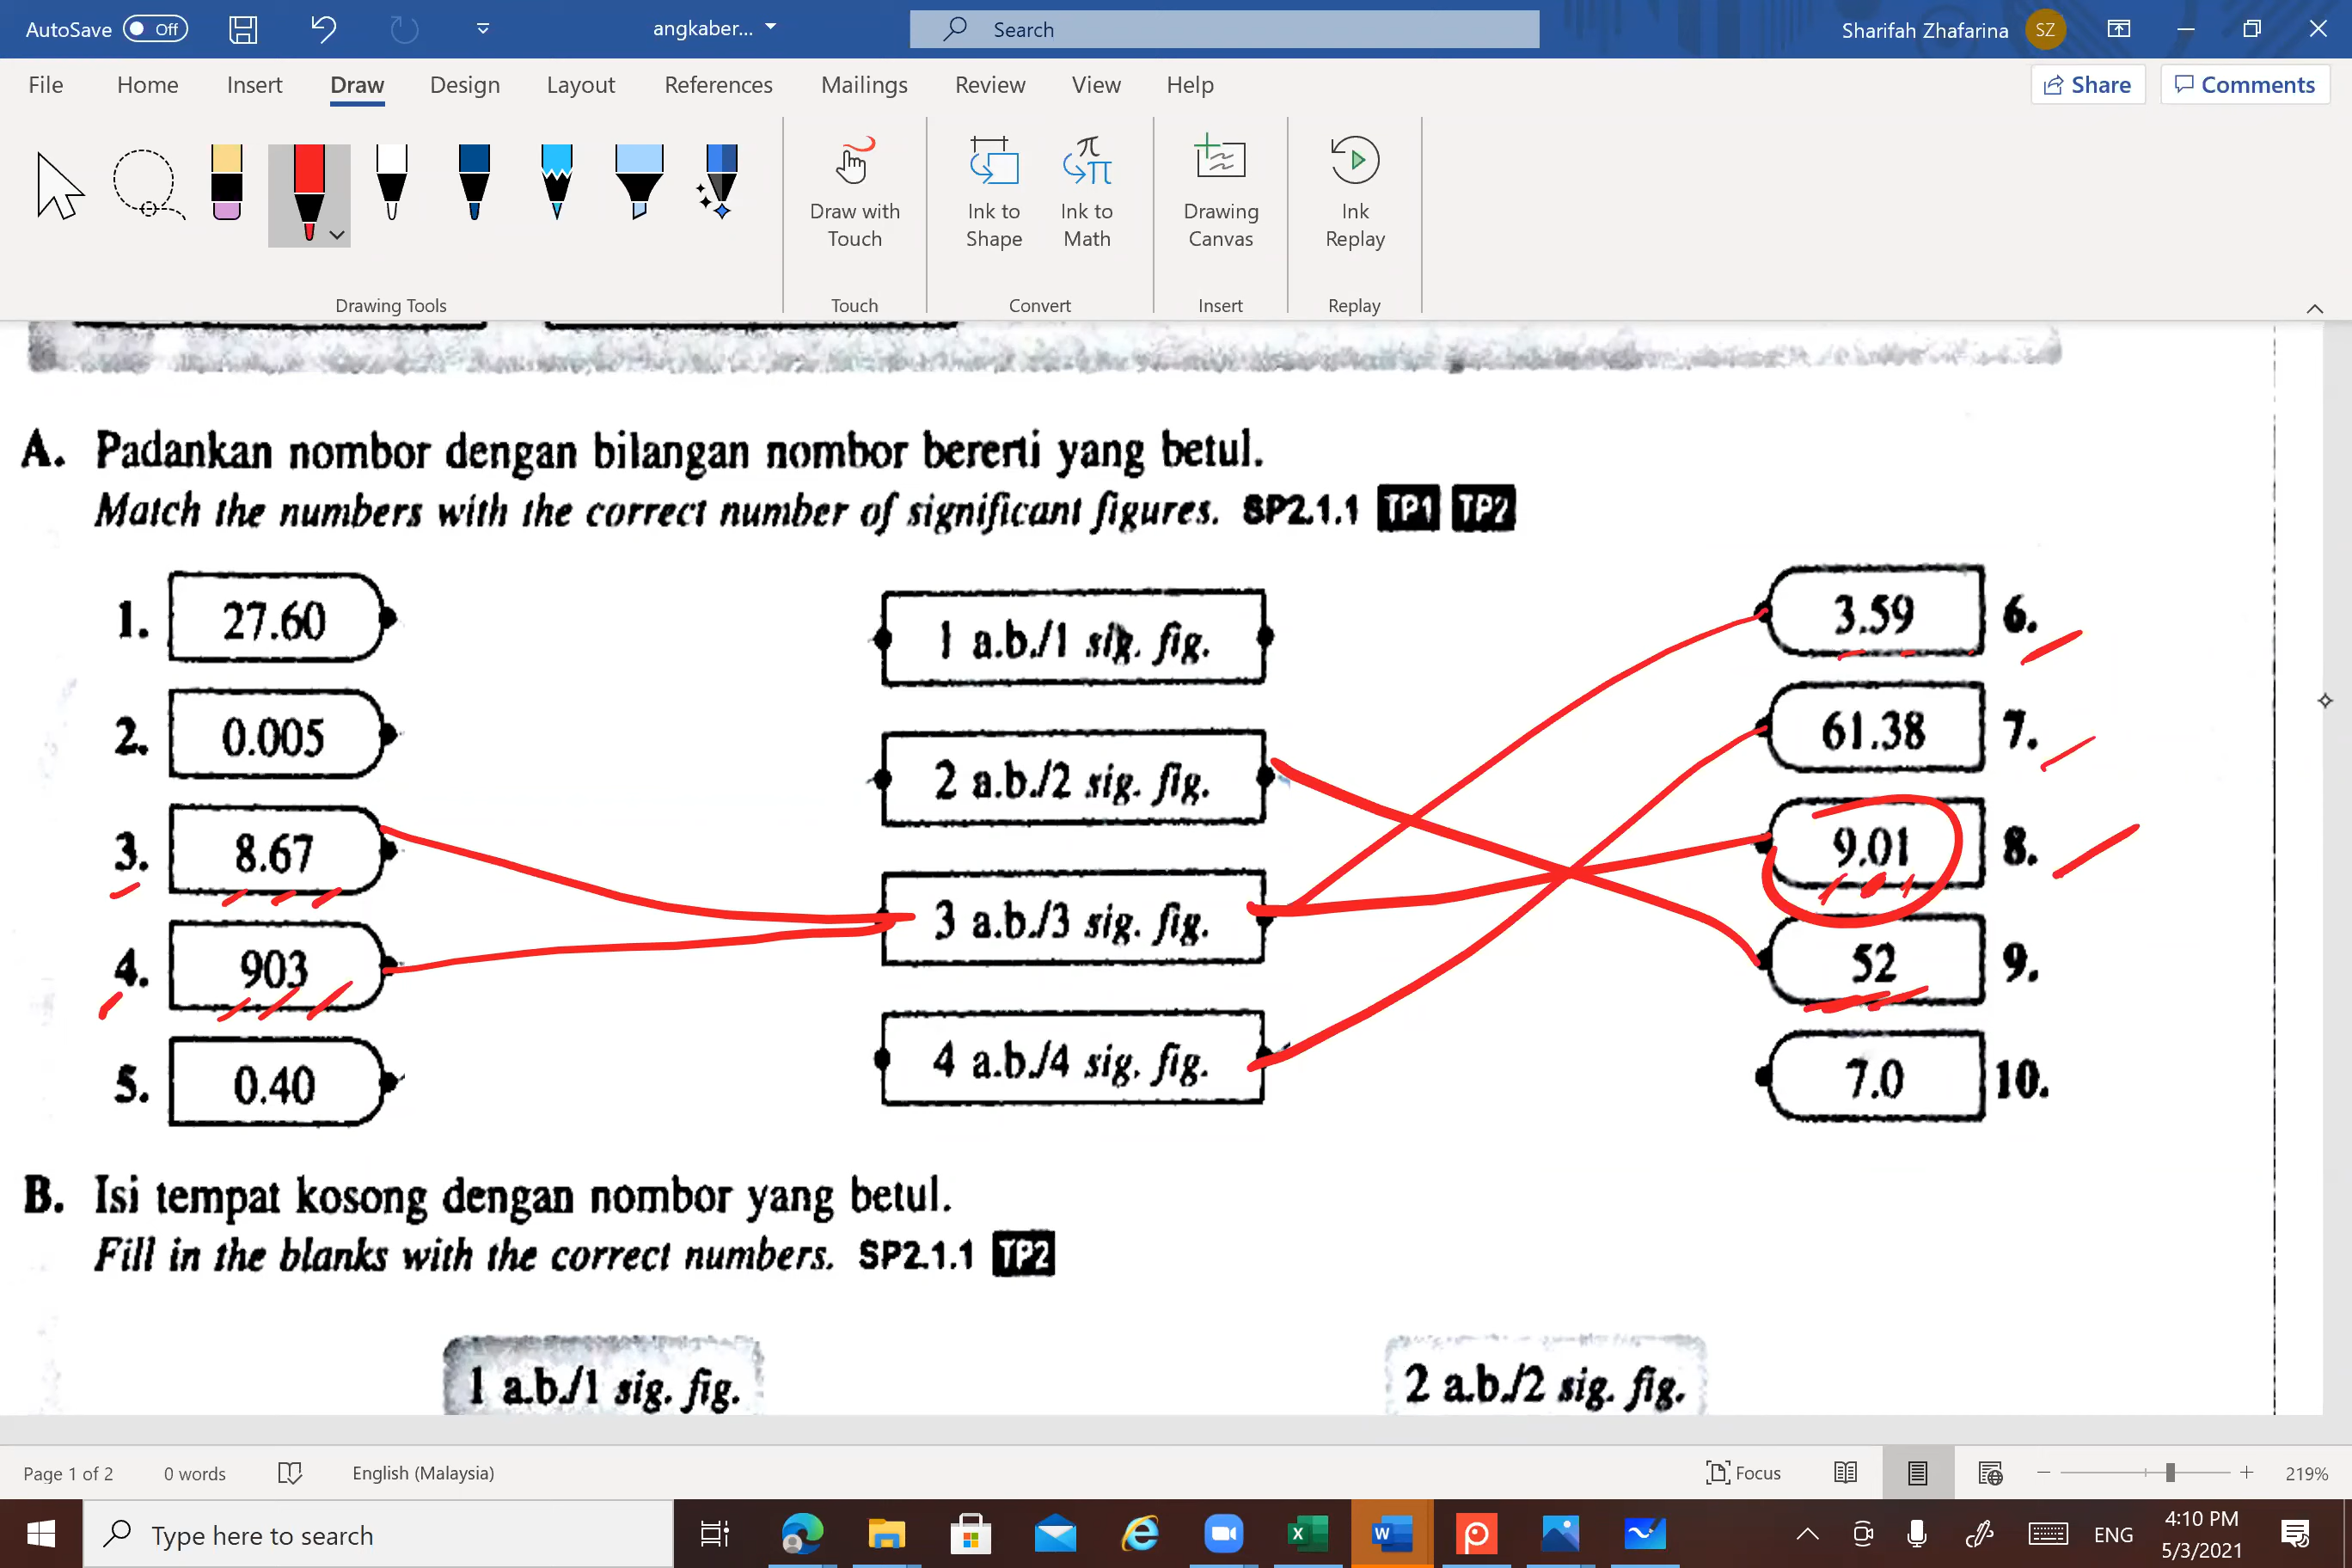 AutoSave Off angkaber... Search Sharifah Zhafarina SZ
File Home Insert Draw Design Layout References Mailings Review View Help Share Comments
Draw with Touch
Ink to Shape
Ink to Math
Drawing Canvas
Ink Replay
Drawing Tools Touch Convert Insert Replay
A. Padankan nombor dengan bilangan nombor bererti yang betul.
Match the numbers with the correct number of significant figures. SP2.1.1 TP1 TP2
1. 27.60
2. 0.005
3. 8.67
4. 903
5. 0.40
1 a.b./1 sig. fig.
2 a.b./2 sig. fig.
3 a.b./3 sig. fig.
4 a.b./4 sig. fig.
3.59 6.
61.38 7.
9.01 8.
52 9.
7.0 10.
B. Isi tempat kosong dengan nombor yang betul.
Fill in the blanks with the correct numbers. SP2.1.1 TP2
1 a.b./1 sig. fig. 2 a.b./2 sig. fig.
Page 1 of 2 0 words English (Malaysia) Focus 219%
Type here to search ENG 4:10 PM
5/3/2021